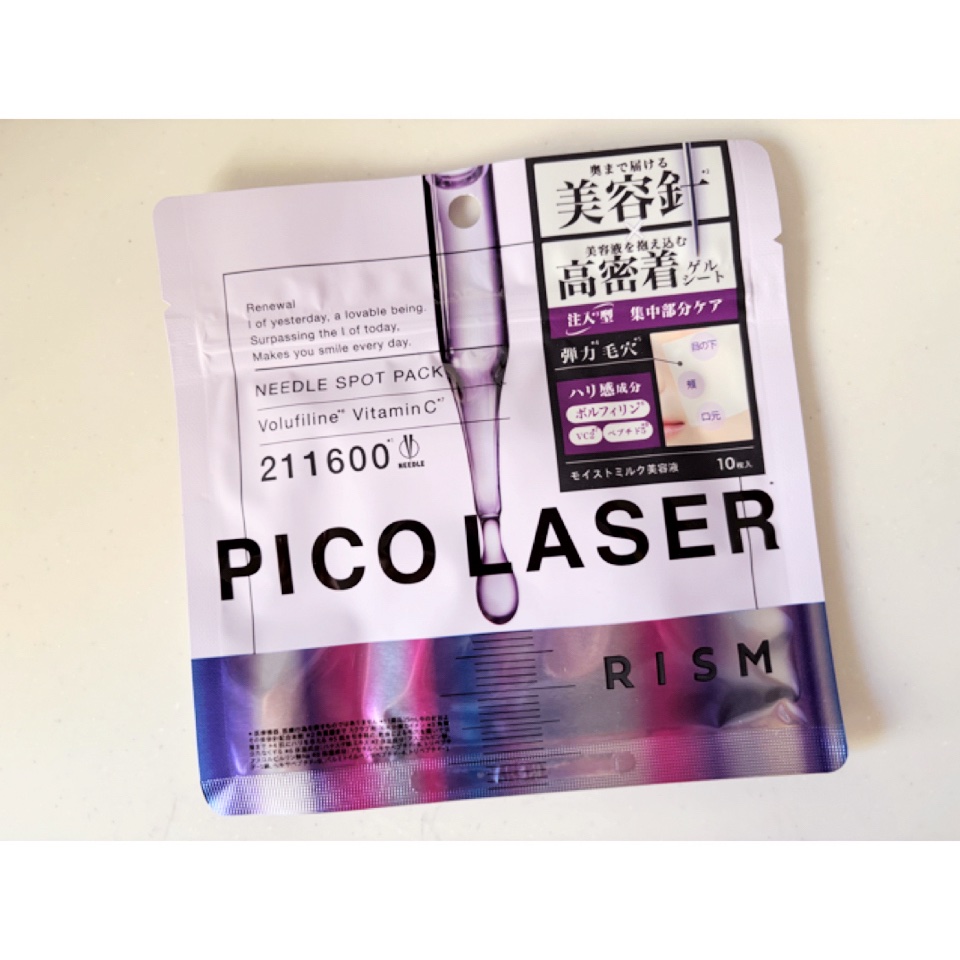 Renewal
I of yesterday, a lovable being.
Surpassing the I of today,
Makes you smile every day.
NEEDLE SPOT PACK
Volufiline*6 Vitamin C*7
211600*1
NEEDLE
奥まで届ける
美容針
×
美容液を抱え込む
高密着ゲルシート
注入型 集中部分ケア
弾力 毛穴
目の下
頬
口元
ハリ感成分
ボルフィリン
VC ペプチド5
モイストミルク美容液 10枚入
PICO LASER
RISM